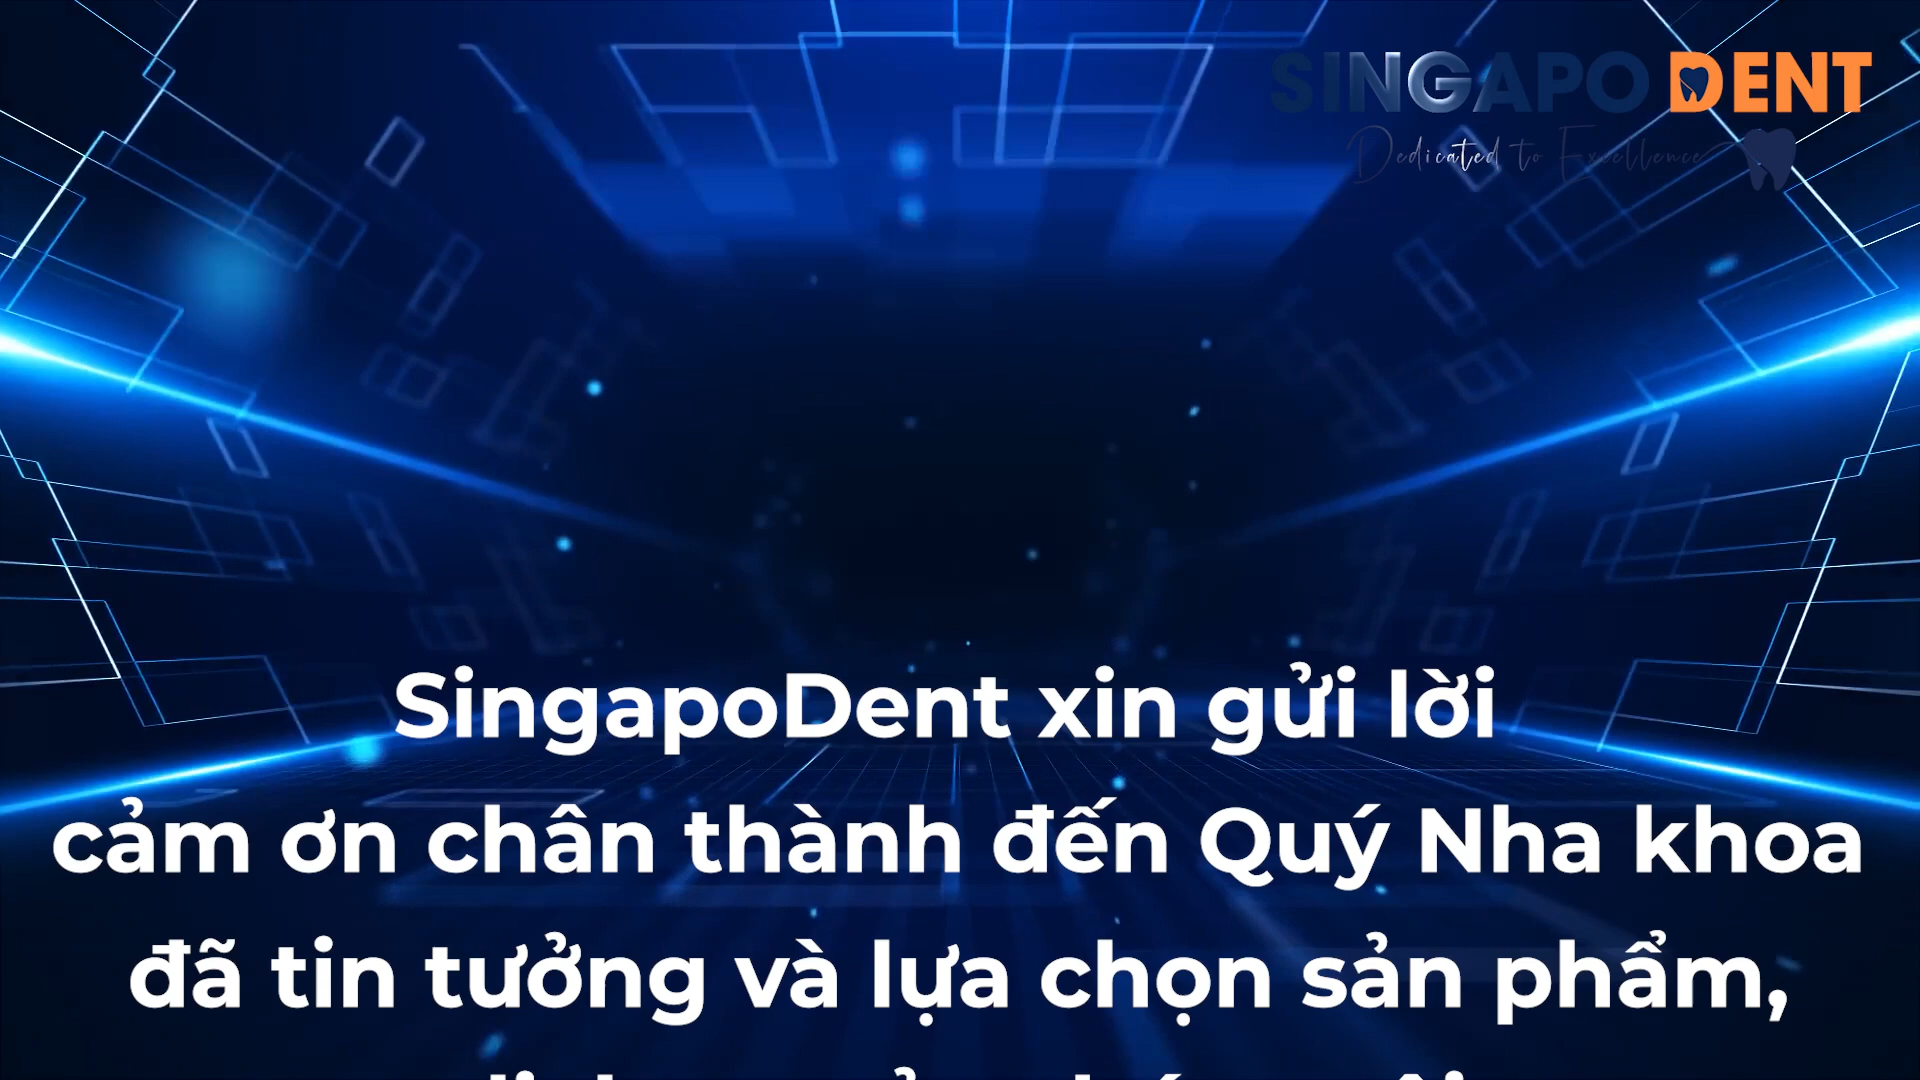 SINGAPO DENT
Dedicated to Excellence
SingapoDent xin gửi lời
cảm ơn chân thành đến Quý Nha khoa
đã tin tưởng và lựa chọn sản phẩm,